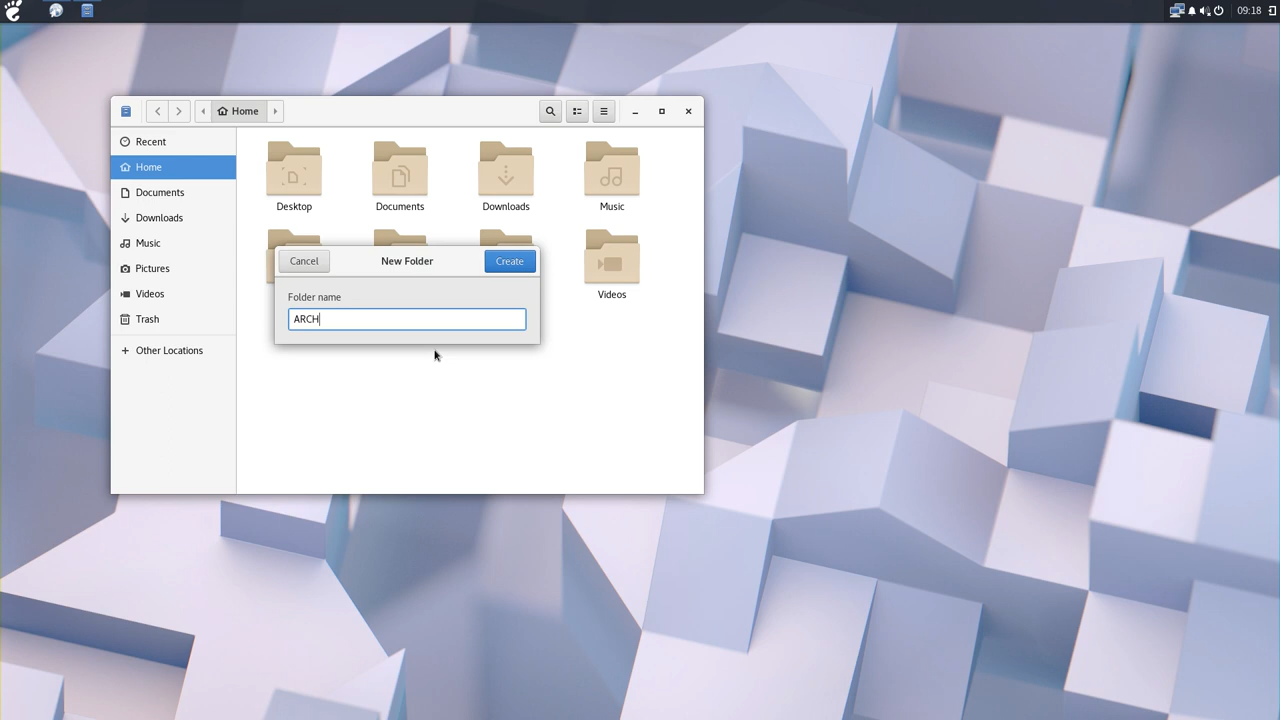 09:18
Home
Recent
Home
Documents
Downloads
Music
Pictures
Videos
Trash
Other Locations
Desktop
Documents
Downloads
Music
Videos
Cancel
New Folder
Create
Folder name
ARCH